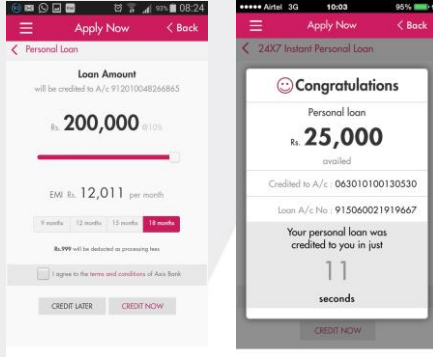 93% 08:24
Apply Now < Back
< Personal Loan
Loan Amount
will be credited to A/c 912010048266865
Rs. 200,000 @10%
EMI Rs. 12,011 per month
9 months 12 months 15 months 18 months
Rs.999 will be deducted as processing fees
I agree to the terms and conditions of Axis Bank
CREDIT LATER CREDIT NOW
Airtel 3G 10:03 95%
Apply Now < Back
< 24X7 Instant Personal Loan
Congratulations
Personal loan
Rs. 25,000
availed
Credited to A/c : 063010100130530
Loan A/c No : 915060021919667
Your personal loan was
credited to you in just
11
seconds
CREDIT NOW